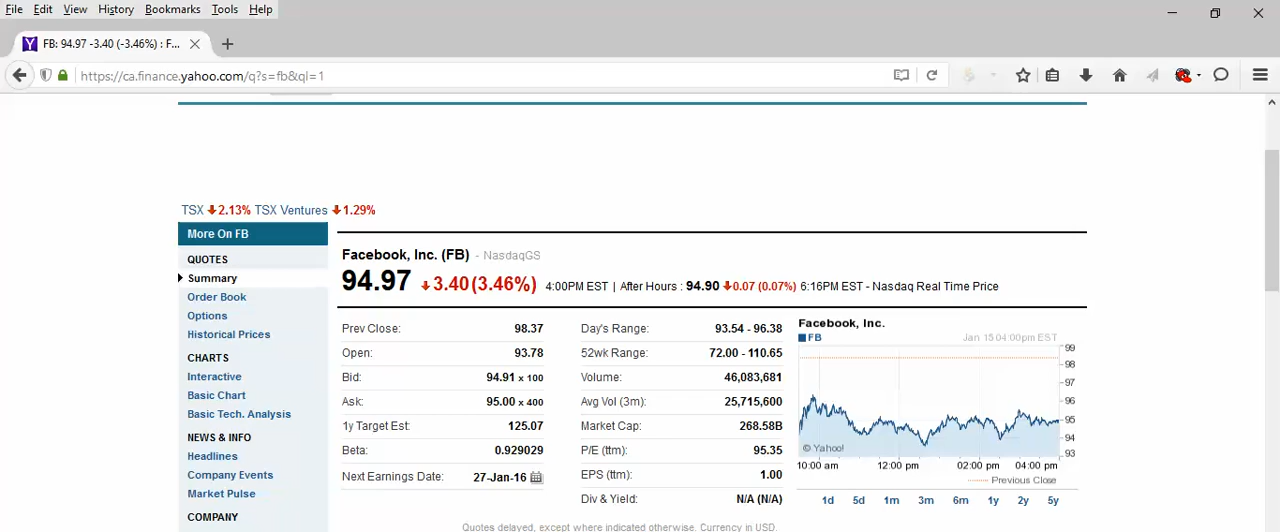 File Edit View History Bookmarks Tools Help
FB: 94.97 -3.40 (-3.46%) : F...
https://ca.finance.yahoo.com/q?s=fb&ql=1
TSX 2.13% TSX Ventures 1.29%
More On FB
QUOTES
Summary
Order Book
Options
Historical Prices
CHARTS
Interactive
Basic Chart
Basic Tech. Analysis
NEWS & INFO
Headlines
Company Events
Market Pulse
COMPANY
Facebook, Inc. (FB) - NasdaqGS
94.97 3.40(3.46%) 4:00PM EST | After Hours : 94.90 0.07 (0.07%) 6:16PM EST - Nasdaq Real Time Price
Prev Close: 98.37
Open: 93.78
Bid: 94.91 x 100
Ask: 95.00 x 400
1y Target Est: 125.07
Beta: 0.929029
Next Earnings Date: 27-Jan-16
Day's Range: 93.54 - 96.38
52wk Range: 72.00 - 110.65
Volume: 46,083,681
Avg Vol (3m): 25,715,600
Market Cap: 268.58B
P/E (ttm): 95.35
EPS (ttm): 1.00
Div & Yield: N/A (N/A)
Facebook, Inc.
FB Jan 15 04:00pm EST
99
98
97
96
95
94
93
© Yahoo!
10:00 am 12:00 pm 02:00 pm 04:00 pm
Previous Close
1d 5d 1m 3m 6m 1y 2y 5y
Quotes delayed, except where indicated otherwise. Currency in USD.